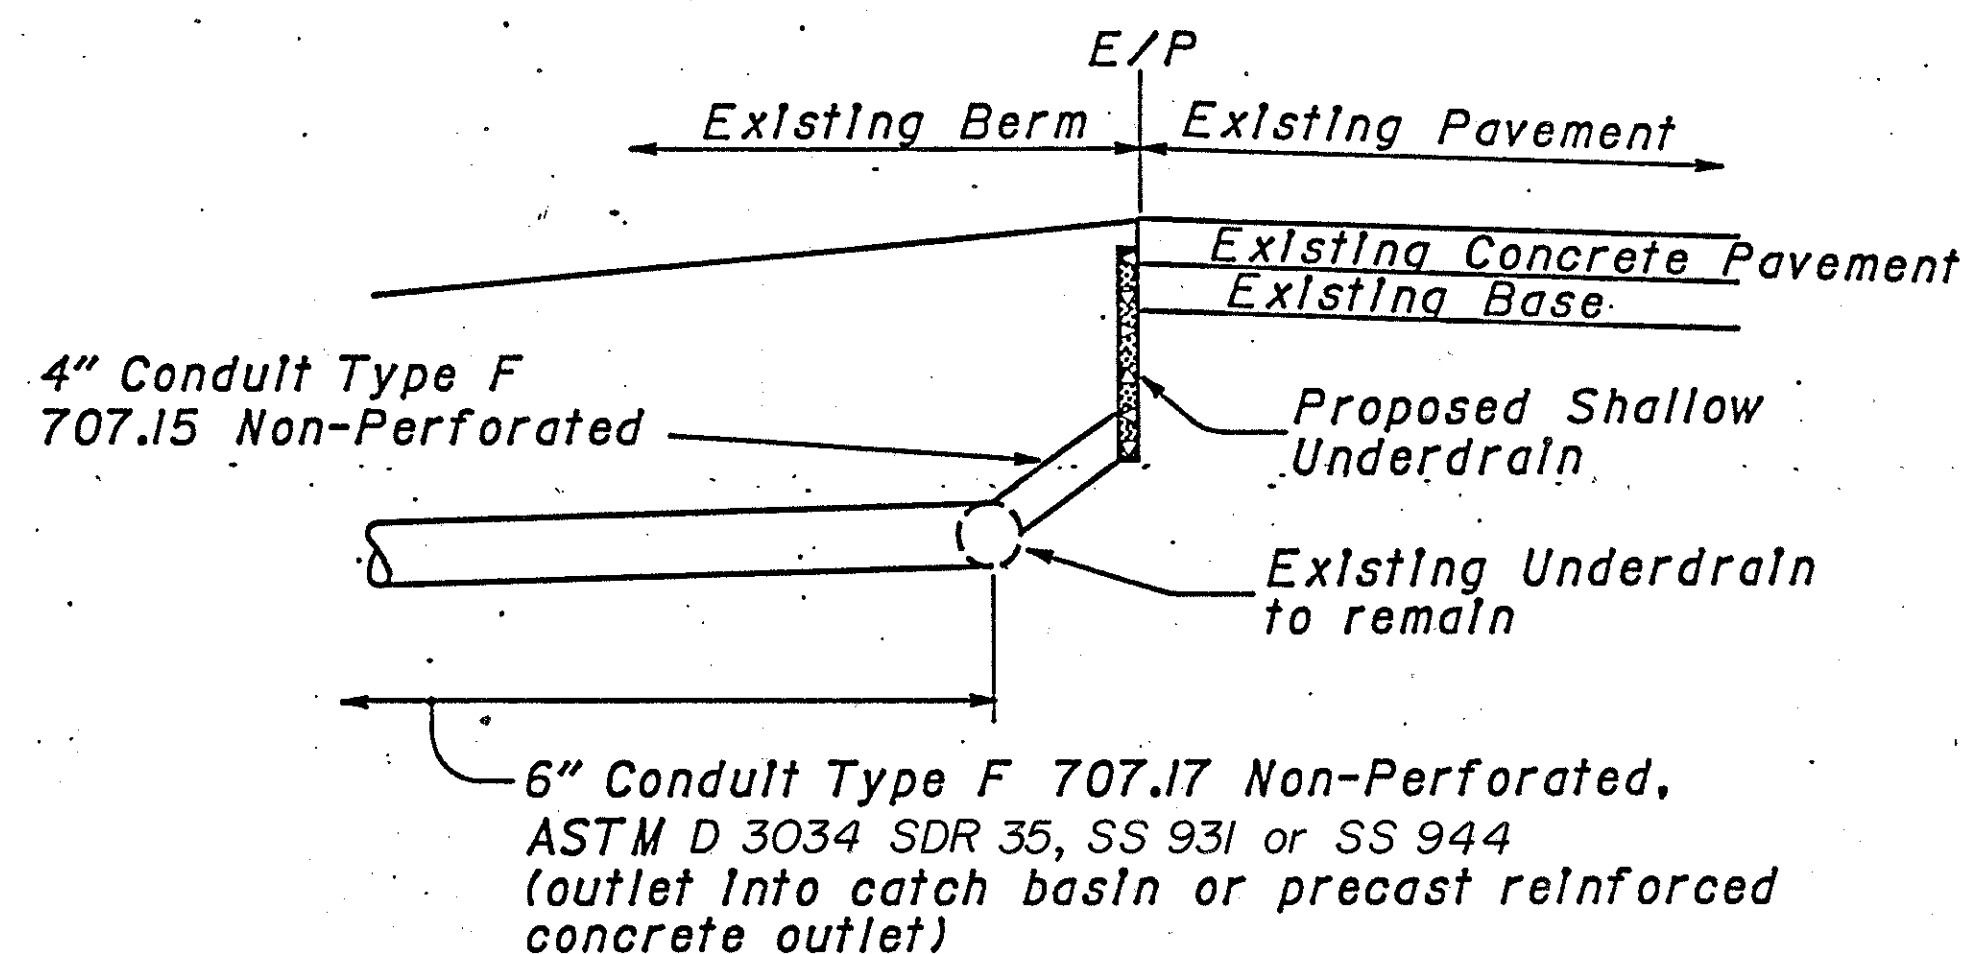 E/P
Existing Berm
Existing Pavement
Existing Concrete Pavement
Existing Base
4" Conduit Type F
707.15 Non-Perforated
Proposed Shallow
Underdrain
Existing Underdrain
to remain
6" Conduit Type F 707.17 Non-Perforated,
ASTM D 3034 SDR 35, SS 931 or SS 944
(outlet into catch basin or precast reinforced
concrete outlet)